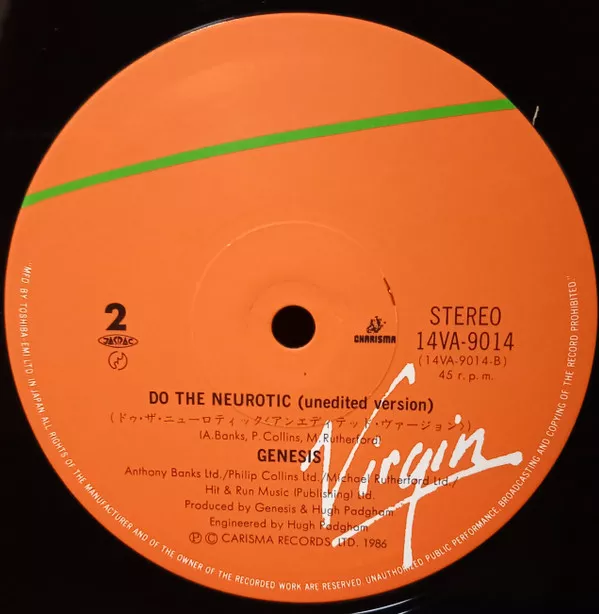 2
JASRAC
CHARISMA
STEREO
14VA-9014
(14VA-9014-B)
45 r.p.m.
DO THE NEUROTIC (unedited version)
(ドゥ・ザ・ニューロティック〈アンエディテッド・ヴァージョン〉)
(A. Banks, P. Collins, M. Rutherford)
GENESIS
Anthony Banks Ltd./Philip Collins Ltd./Michael Rutherford Ltd./
Hit & Run Music (Publishing) Ltd.
Produced by Genesis & Hugh Padgham
Engineered by Hugh Padgham
Ⓟ © CARISMA RECORDS LTD. 1986
Virgin
"MFD. BY TOSHIBA-EMI LTD. IN JAPAN. ALL RIGHTS OF THE MANUFACTURER AND OF THE OWNER OF THE RECORDED WORK ARE RESERVED. UNAUTHORIZED PUBLIC PERFORMANCE, BROADCASTING AND COPYING OF THE RECORD PROHIBITED."